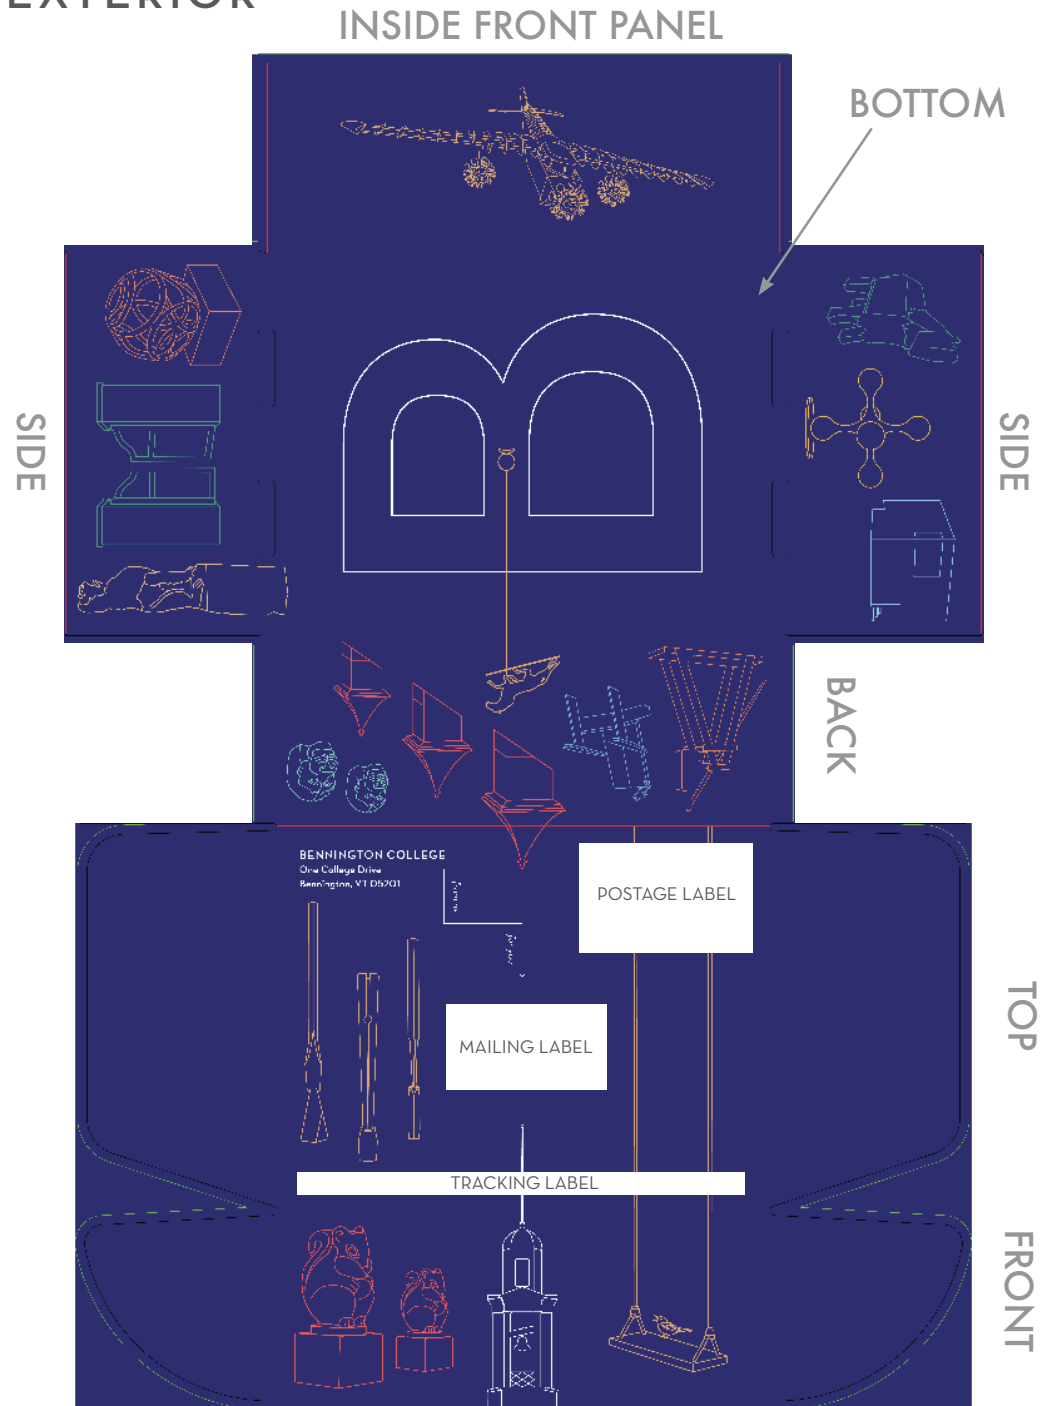 EXTERIOR
INSIDE FRONT PANEL
BOTTOM
SIDE
B
SIDE
BACK
BENNINGTON COLLEGE
One College Drive
Bennington, VT 05201
POSTAGE LABEL
MAILING LABEL
TOP
TRACKING LABEL
FRONT